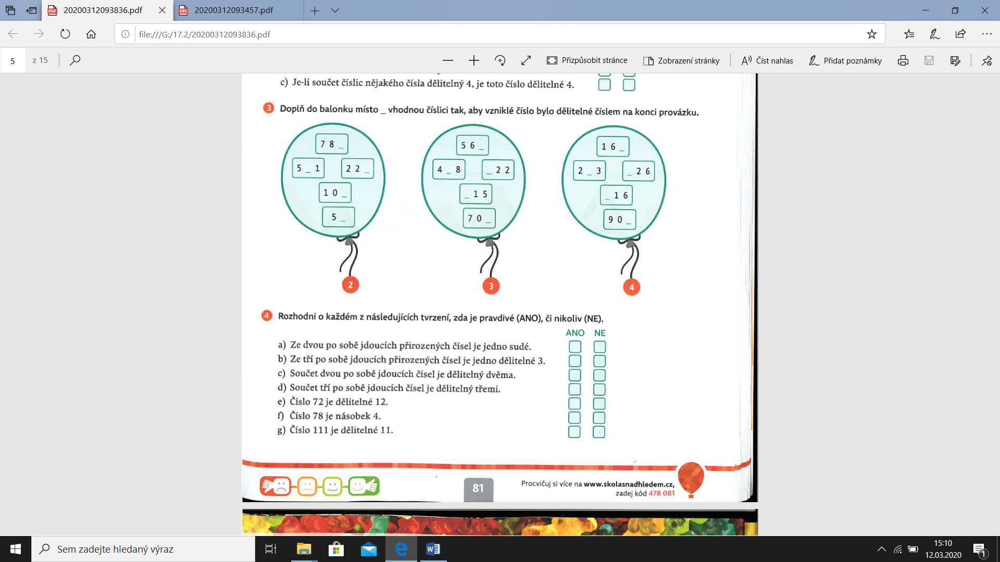 20200312093836.pdf
20200312093457.pdf
file:///G:/17.2/20200312093836.pdf
5 z 15
Přizpůsobit stránce
Zobrazení stránky
Číst nahlas
Přidat poznámky
c) Je-li součet číslic nějakého čísla dělitelný 4, je toto číslo dělitelné 4.
3 Doplň do balonku místo _ vhodnou číslici tak, aby vzniklé číslo bylo dělitelné číslem na konci provázku.
7 8 _
5 _ 1
2 2 _
1 0 _
5 _
2
5 6 _
4 _ 8
_ 2 2
_ 1 5
7 0 _
3
1 6 _
2 _ 3
_ 2 6
_ 1 6
9 0 _
4
4 Rozhodni o každém z následujících tvrzení, zda je pravdivé (ANO), či nikoliv (NE).
ANO NE
a) Ze dvou po sobě jdoucích přirozených čísel je jedno sudé.
b) Ze tří po sobě jdoucích přirozených čísel je jedno dělitelné 3.
c) Součet dvou po sobě jdoucích čísel je dělitelný dvěma.
d) Součet tří po sobě jdoucích čísel je dělitelný třemi.
e) Číslo 72 je dělitelné 12.
f) Číslo 78 je násobek 4.
g) Číslo 111 je dělitelné 11.
81
Procvičuj si více na www.skolasnadhledem.cz,
zadej kód 478 081
Sem zadejte hledaný výraz
15:10
12.03.2020
1